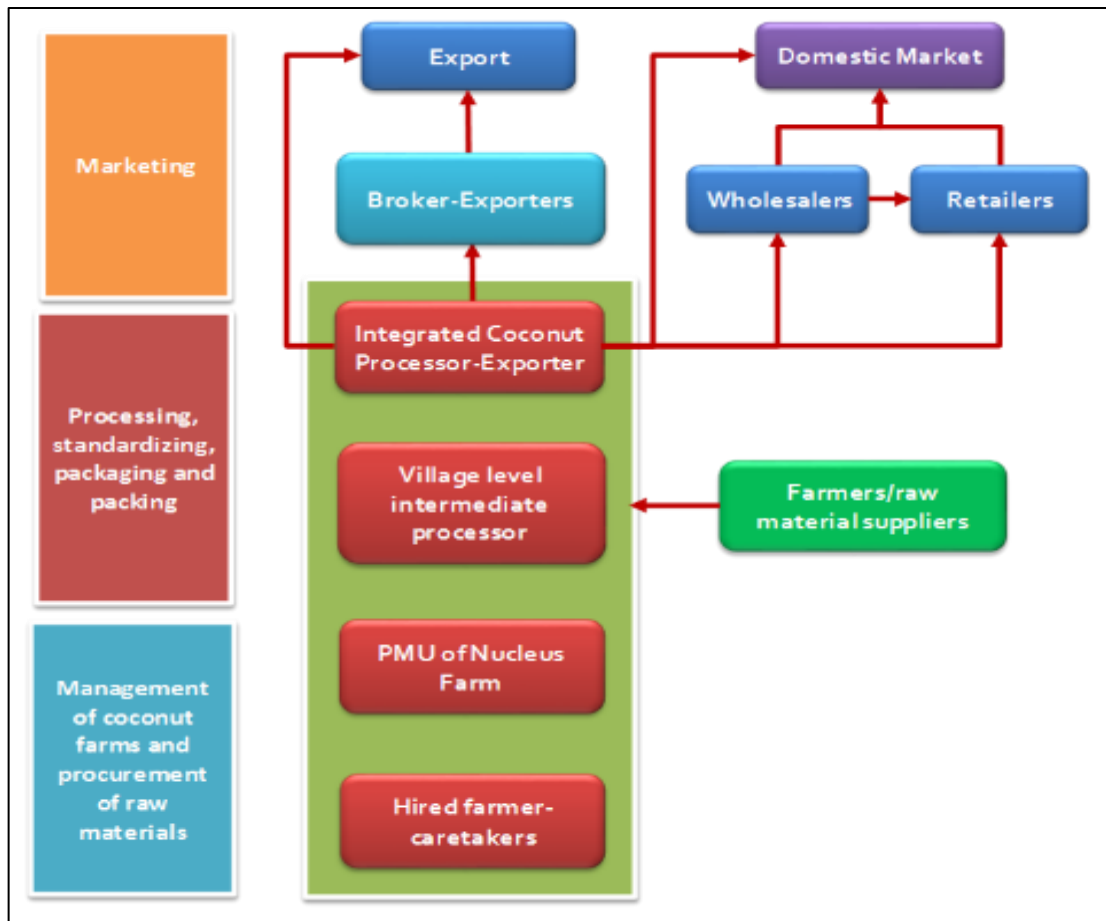 Marketing
Processing,
standardizing,
packaging and
packing
Management
of coconut
farms and
procurement
of raw
materials
Export
Broker-Exporters
Integrated Coconut
Processor-Exporter
Village level
intermediate
processor
PMU of Nucleus
Farm
Hired farmer-
caretakers
Domestic Market
Wholesalers
Retailers
Farmers/raw
material suppliers